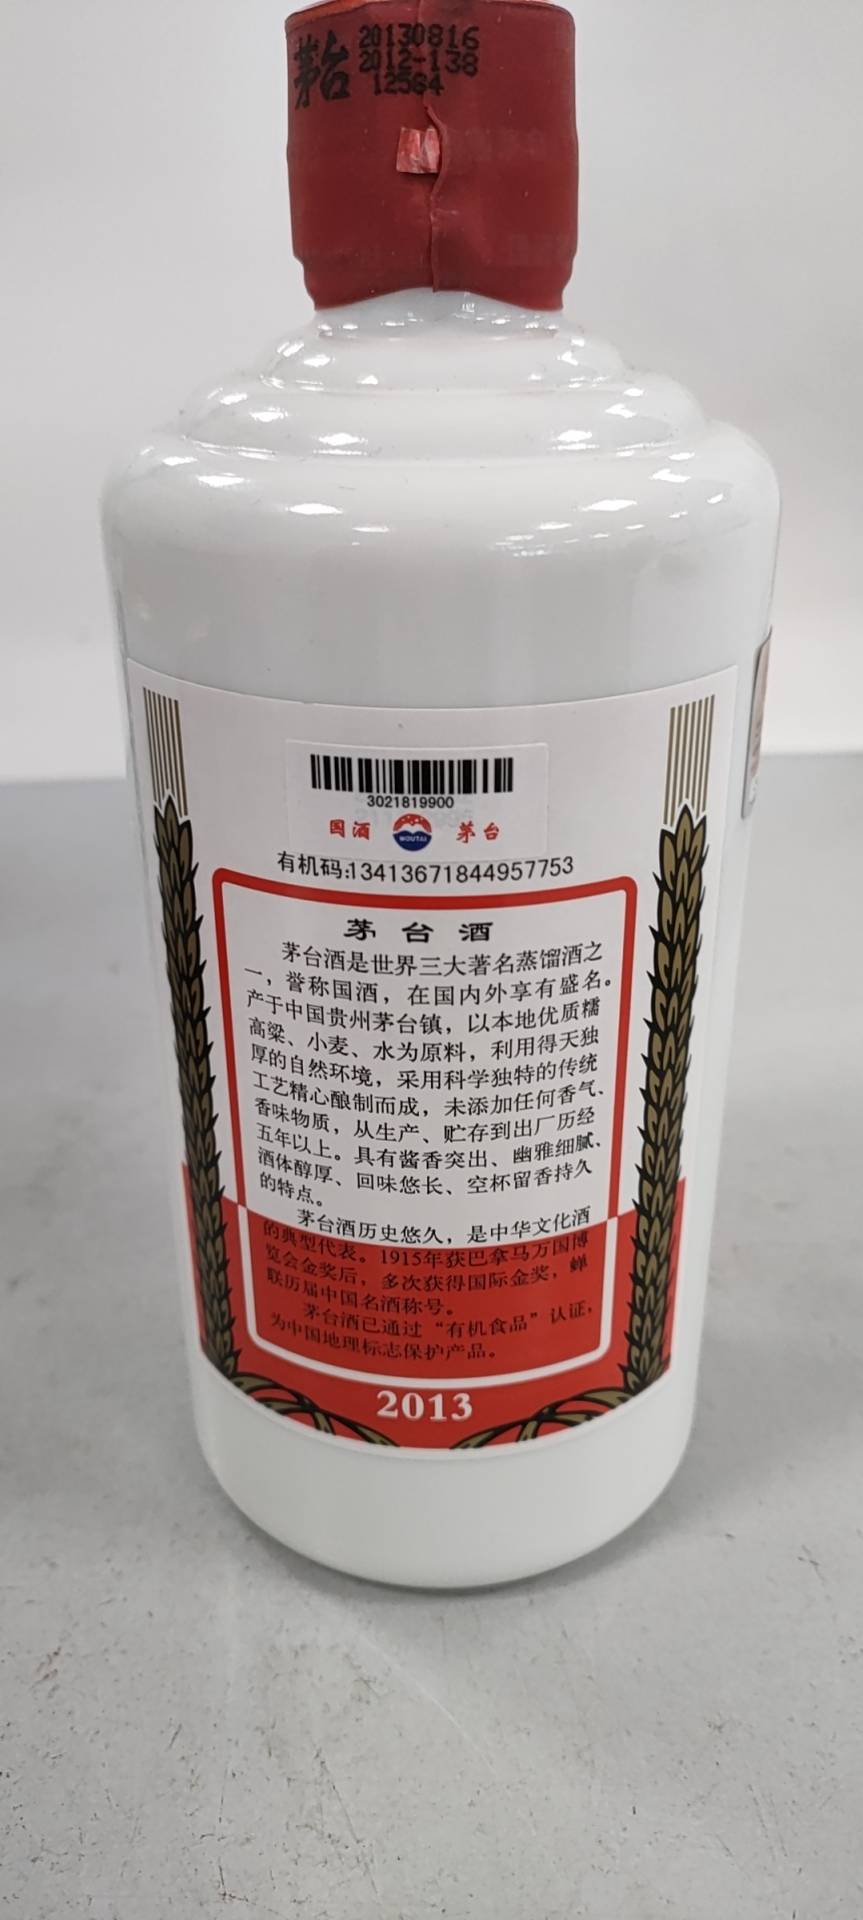 茅台
20130816
2012-138
12564
3021819900
国酒 MOUTAI 茅台
有机码:13413671844957753
茅台酒
茅台酒是世界三大著名蒸馏酒之
一，誉称国酒，在国内外享有盛名。
产于中国贵州茅台镇，以本地优质糯
高粱、小麦、水为原料，利用得天独
厚的自然环境，采用科学独特的传统
工艺精心酿制而成，未添加任何香气、
香味物质，从生产、贮存到出厂历经
五年以上。具有酱香突出、幽雅细腻、
酒体醇厚、回味悠长、空杯留香持久
的特点。
茅台酒历史悠久，是中华文化酒
的典型代表。1915年获巴拿马万国博
览会金奖后，多次获得国际金奖，蝉
联历届中国名酒称号。
茅台酒已通过“有机食品”认证，
为中国地理标志保护产品。
2013